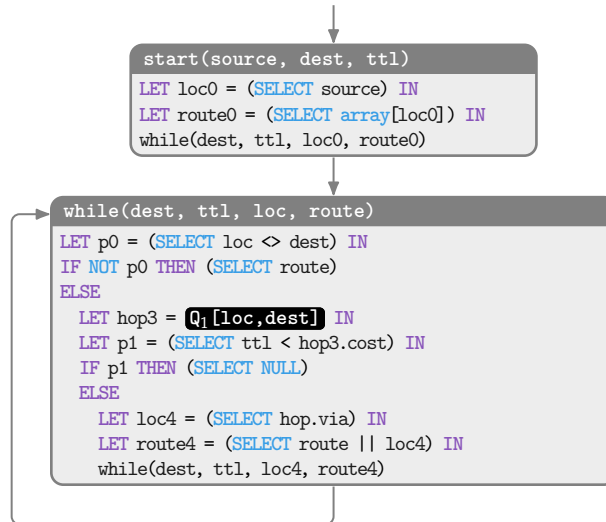 start(source, dest, ttl)
LET loc0 = (SELECT source) IN
LET route0 = (SELECT array[loc0]) IN
while(dest, ttl, loc0, route0)
while(dest, ttl, loc, route)
LET p0 = (SELECT loc <> dest) IN
IF NOT p0 THEN (SELECT route)
ELSE
LET hop3 = Q₁[loc,dest] IN
LET p1 = (SELECT ttl < hop3.cost) IN
IF p1 THEN (SELECT NULL)
ELSE
LET loc4 = (SELECT hop.via) IN
LET route4 = (SELECT route || loc4) IN
while(dest, ttl, loc4, route4)